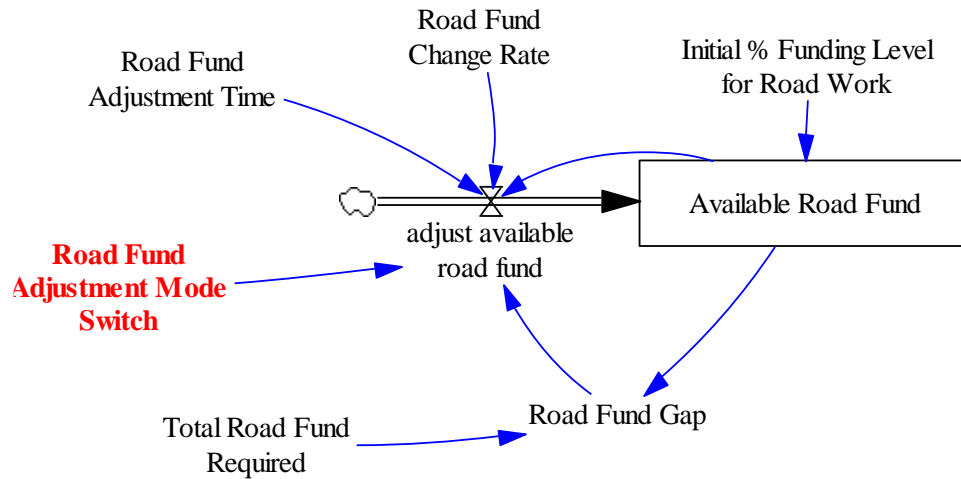 Road Fund
Change Rate
Road Fund
Adjustment Time
Initial % Funding Level
for Road Work
Available Road Fund
adjust available
road fund
Road Fund
Adjustment Mode
Switch
Road Fund Gap
Total Road Fund
Required